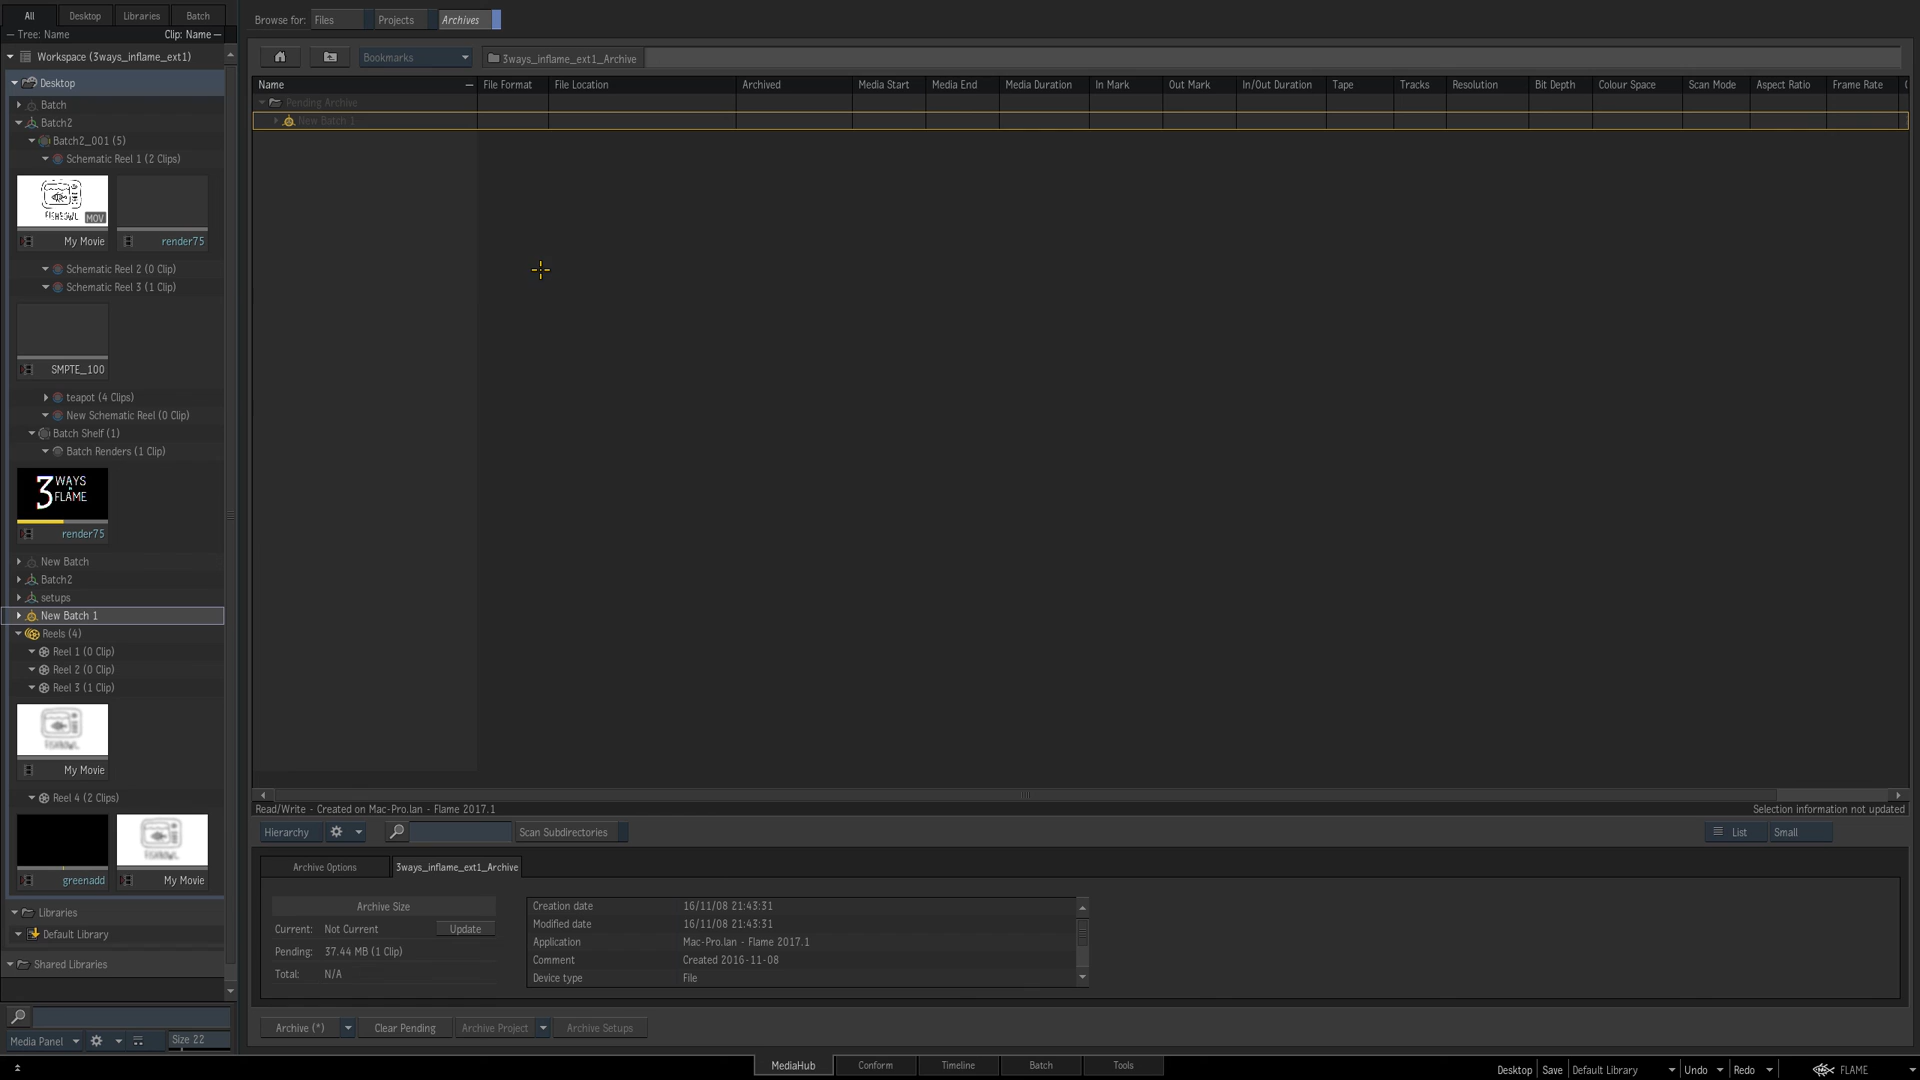 All Desktop Libraries Batch
Tree: Name Clip: Name
Workspace (3ways_inflame_ext1)
Desktop
Batch
Batch2
Batch2_001 (5)
Schematic Reel 1 (2 Clips)
FISHBOWL
MOV
My Movie render75
Schematic Reel 2 (0 Clip)
Schematic Reel 3 (1 Clip)
SMPTE_100
teapot (4 Clips)
New Schematic Reel (0 Clip)
Batch Shelf (1)
Batch Renders (1 Clip)
3 WAYS
FLAME
render75
New Batch
Batch2
setups
New Batch 1
Reels (4)
Reel 1 (0 Clip)
Reel 2 (0 Clip)
Reel 3 (1 Clip)
FISHBOWL
My Movie
Reel 4 (2 Clips)
FISHBOWL
greenadd My Movie
Libraries
Default Library
Shared Libraries
Media Panel Size 22
Browse for: Files Projects Archives
Bookmarks 3ways_inflame_ext1_Archive
Name File Format File Location Archived Media Start Media End Media Duration In Mark Out Mark In/Out Duration Tape Tracks Resolution Bit Depth Colour Space Scan Mode Aspect Ratio Frame Rate
Pending Archive
New Batch 1
Read/Write - Created on Mac-Pro.lan - Flame 2017.1 Selection information not updated
Hierarchy Scan Subdirectories List Small
Archive Options 3ways_inflame_ext1_Archive
Archive Size
Current: Not Current Update
Pending: 37.44 MB (1 Clip)
Total: N/A
Creation date 16/11/08 21:43:31
Modified date 16/11/08 21:43:31
Application Mac-Pro.lan - Flame 2017.1
Comment Created 2016-11-08
Device type File
Archive (*) Clear Pending Archive Project Archive Setups
MediaHub Conform Timeline Batch Tools
Desktop Save Default Library Undo Redo FLAME